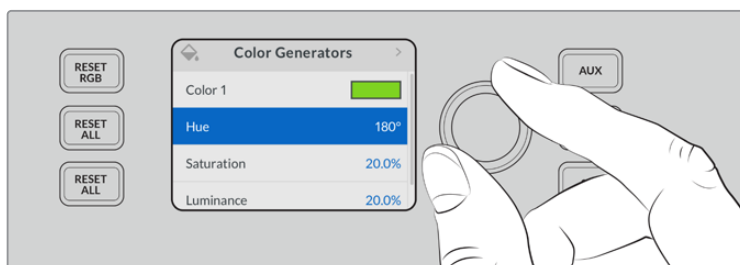 RESET
RGB
RESET
ALL
RESET
ALL
Color Generators >
Color 1
Hue 180°
Saturation 20.0%
Luminance 20.0%
AUX